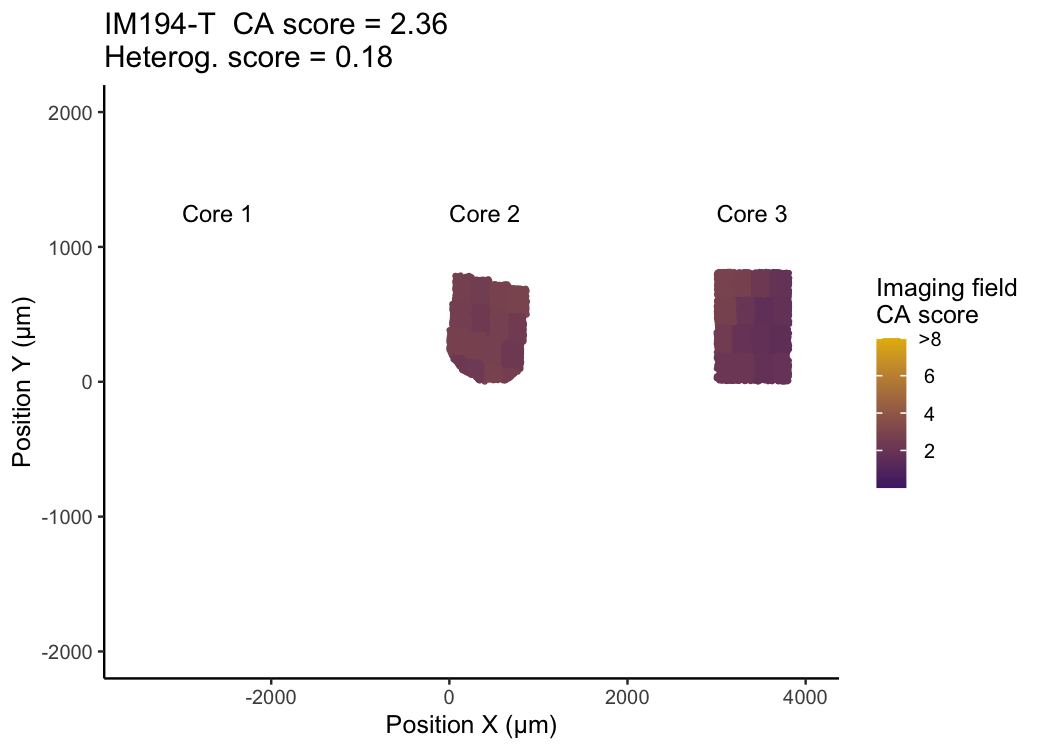 IM194-T  CA score = 2.36
Heterog. score = 0.18
2000
1000
0
-1000
-2000
Position Y (µm)
Core 1
Core 2
Core 3
-2000
0
2000
4000
Position X (µm)
Imaging field
CA score
>8
6
4
2